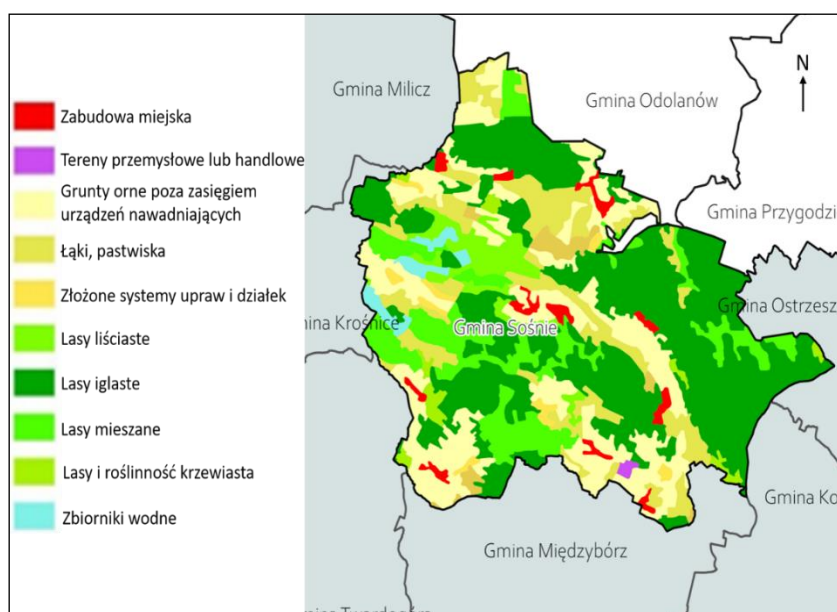 Zabudowa miejska
Tereny przemysłowe lub handlowe
Grunty orne poza zasięgiem
urządzeń nawadniających
Łąki, pastwiska
Złożone systemy upraw i działek
Lasy liściaste
Lasy iglaste
Lasy mieszane
Lasy i roślinność krzewiasta
Zbiorniki wodne
Gmina Milicz
Gmina Odolanów
N
Gmina Przygodzi
Gmina Ostrzesz
mina Krośnice
Gmina Sośnie
Gmina Ko
Gmina Międzybórz